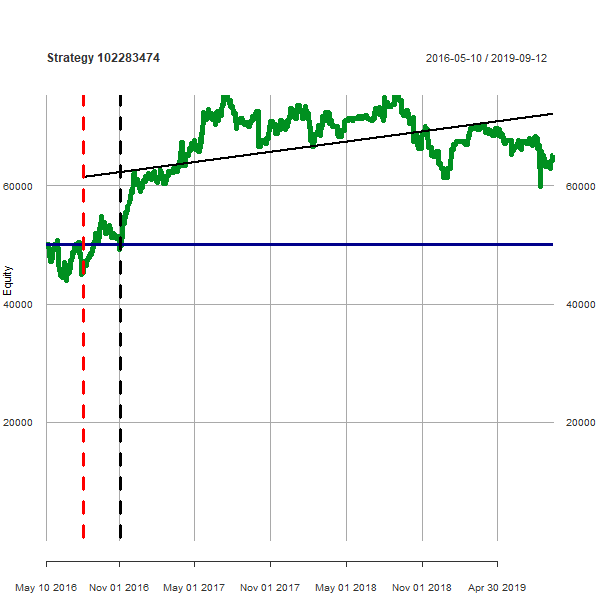 Strategy 102283474
2016-05-10 / 2019-09-12
60000
60000
Equity
40000
40000
20000
20000
May 10 2016
Nov 01 2016
May 01 2017
Nov 01 2017
May 01 2018
Nov 01 2018
Apr 30 2019